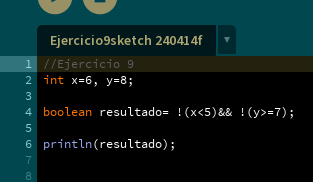 Ejercicio9sketch 240414f
1 //Ejercicio 9
2 int x=6, y=8;
3
4 boolean resultado= !(x<5)&& !(y>=7);
5
6 println(resultado);
7
8